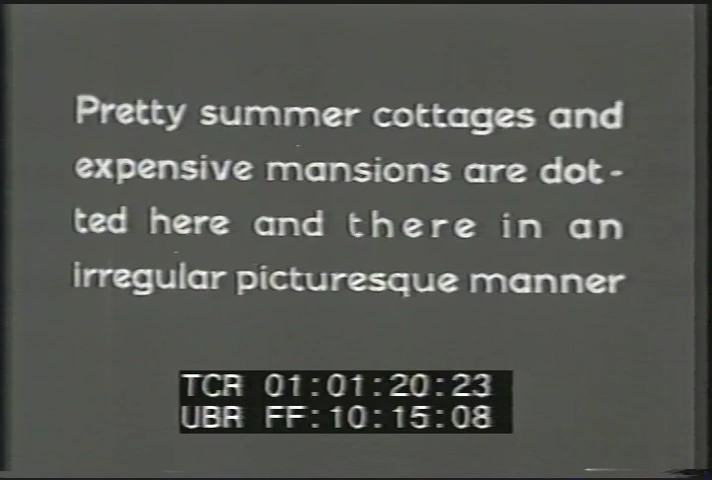 Pretty summer cottages and
expensive mansions are dot-
ted here and there in an
irregular picturesque manner
TCR 01:01:20:23
UBR FF:10:15:08